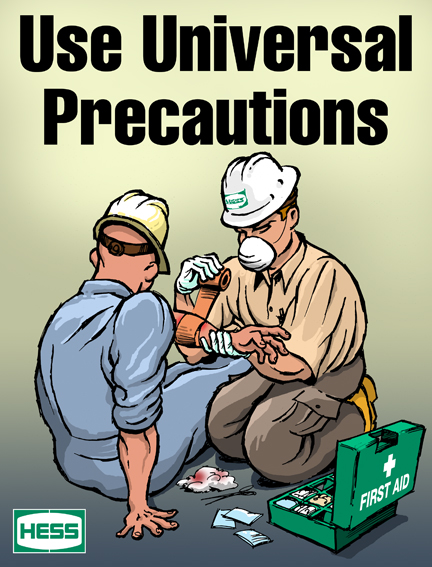 Use Universal
Precautions
HESS
FIRST AID
HESS